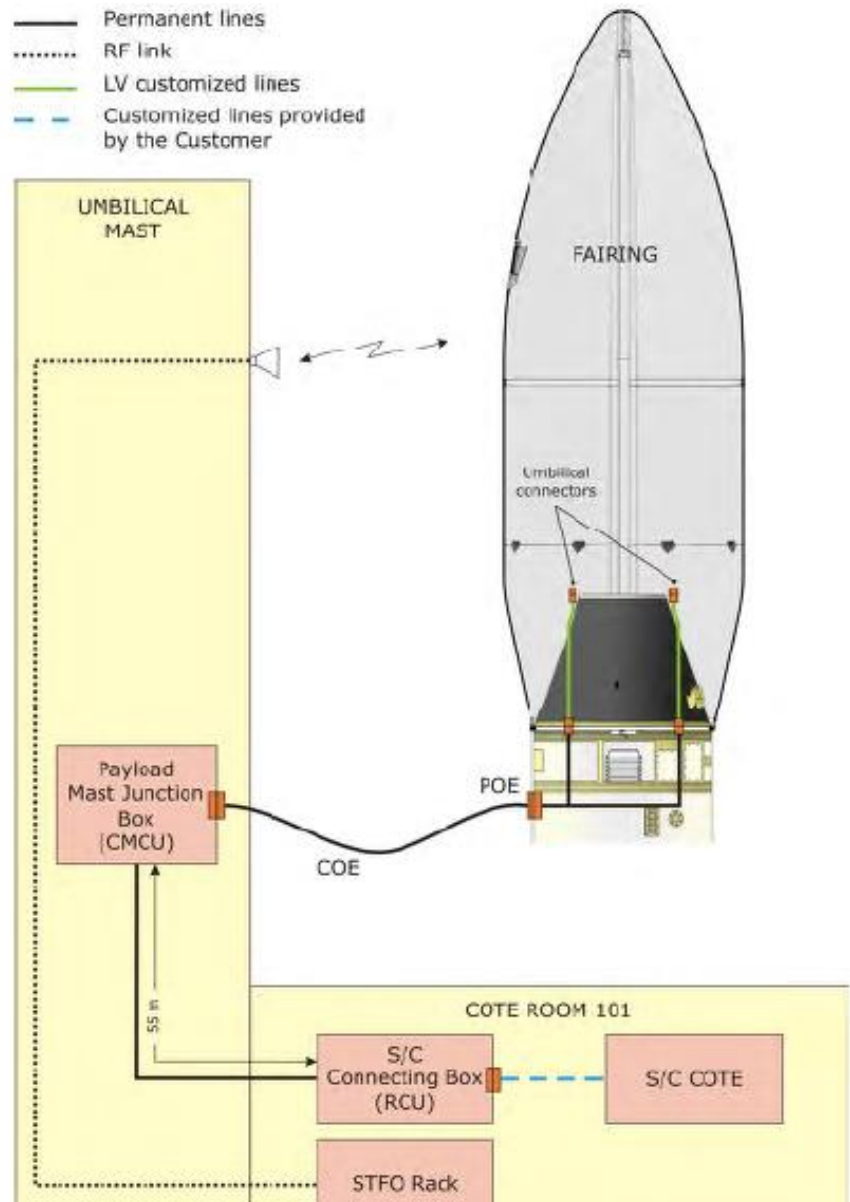 Permanent lines
RF link
LV customized lines
Customized lines provided
by the Customer
UMBILICAL
MAST
FAIRING
Umbilical
connectors
Payload
Mast Junction
Box
(CMCU)
POE
COE
55 m
COTE ROOM 101
S/C
Connecting Box
(RCU)
S/C COTE
STFO Rack